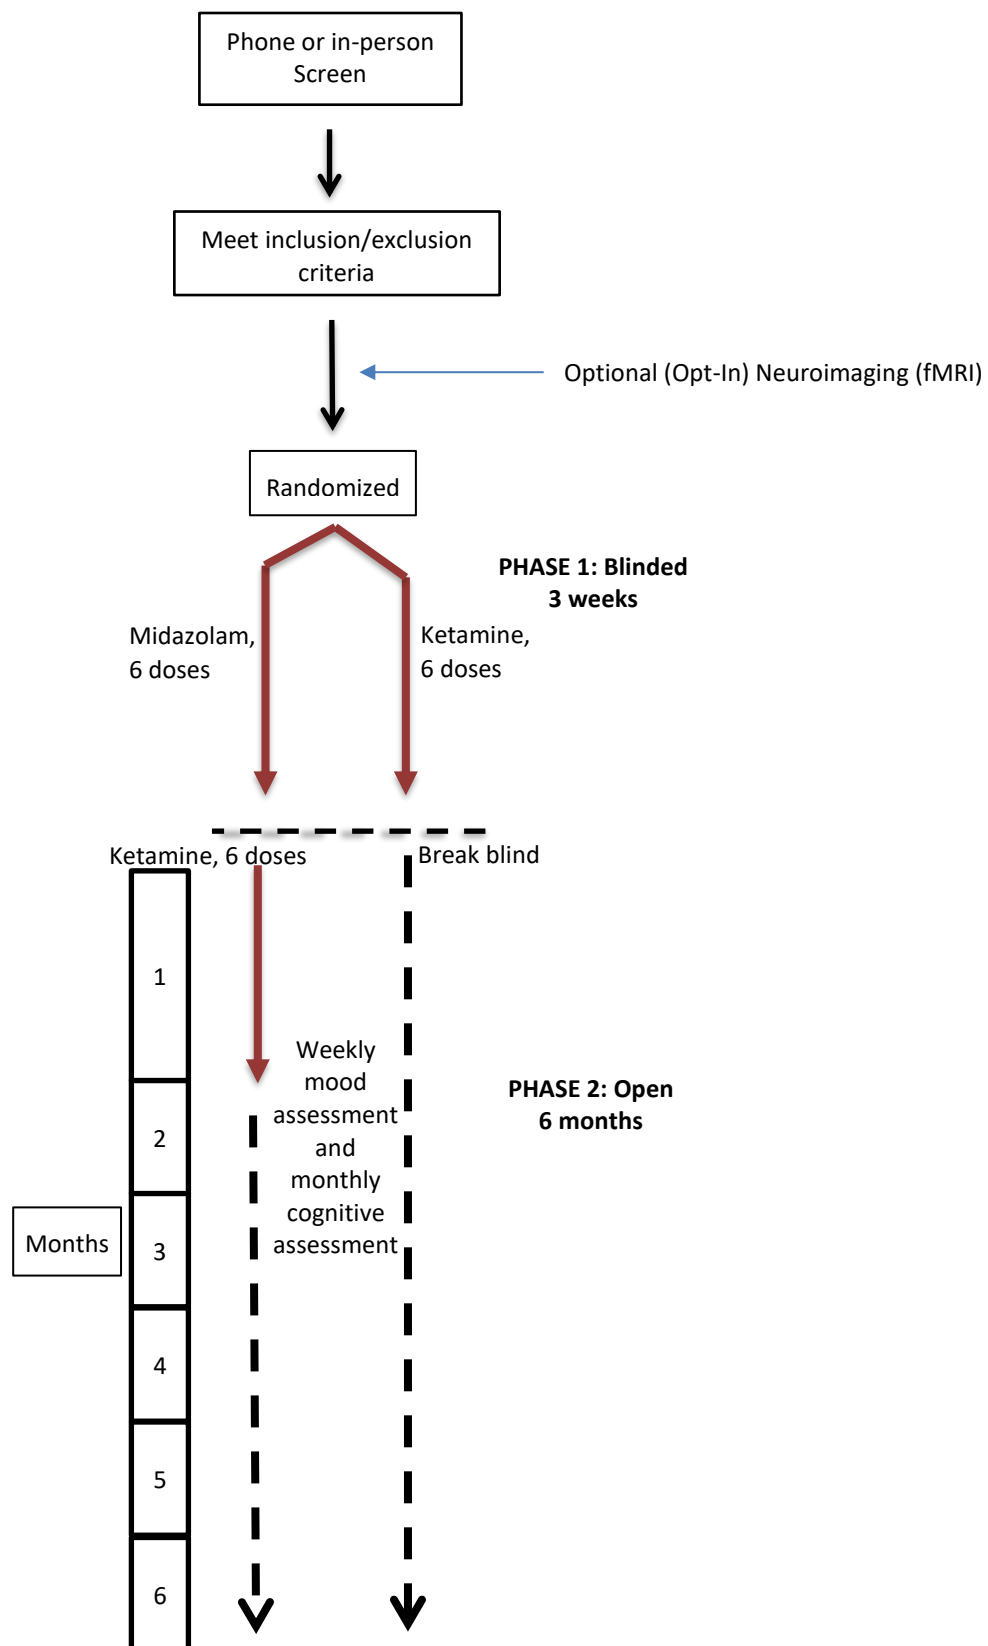 Phone or in-person
Screen
Meet inclusion/exclusion
criteria
Optional (Opt-In) Neuroimaging (fMRI)
Randomized
PHASE 1: Blinded
3 weeks
Midazolam,
6 doses
Ketamine,
6 doses
Ketamine, 6 doses
Break blind
1
Weekly
mood
assessment
and
monthly
cognitive
assessment
PHASE 2: Open
6 months
2
Months
3
4
5
6